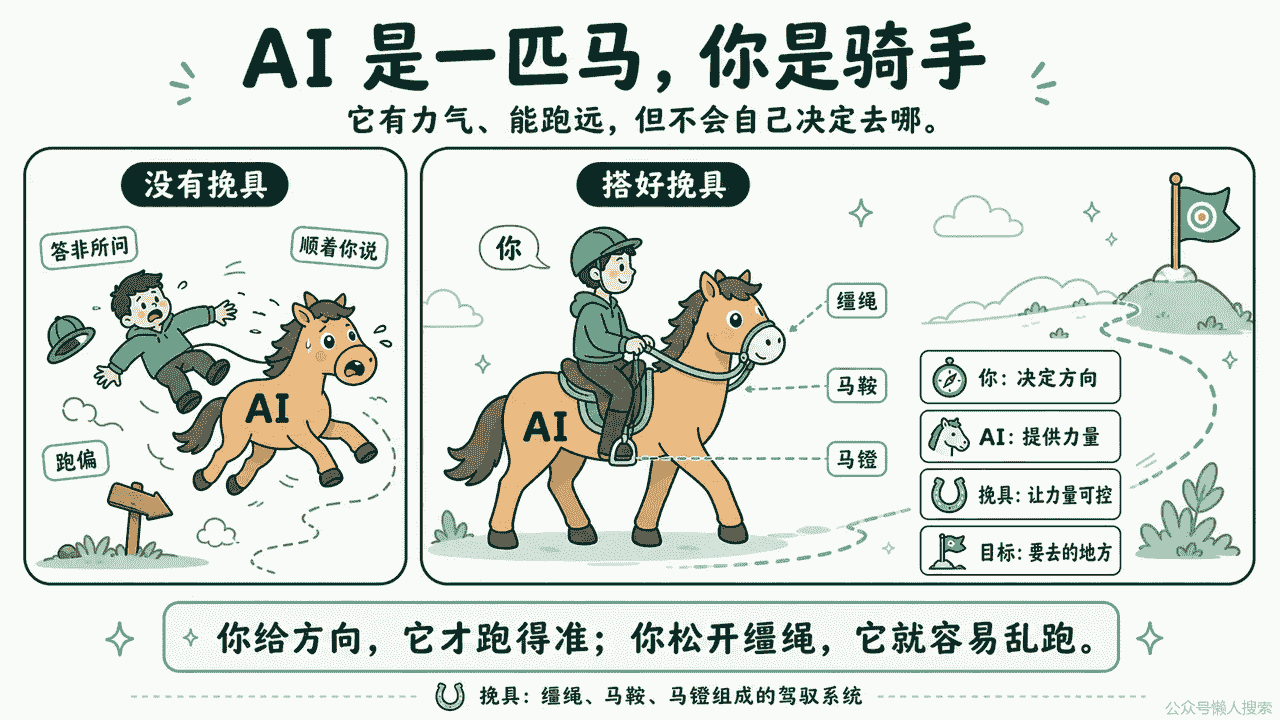 AI 是一匹马，你是骑手
它有力气、能跑远，但不会自己决定去哪。
没有挽具
答非所问
顺着你说
AI
跑偏
搭好挽具
你
AI
缰绳
马鞍
马镫
你：决定方向
AI：提供力量
挽具：让力量可控
目标：要去的地方
你给方向，它才跑得准；你松开缰绳，它就容易乱跑。
挽具：缰绳、马鞍、马镫组成的驾驭系统
公众号懒人搜索